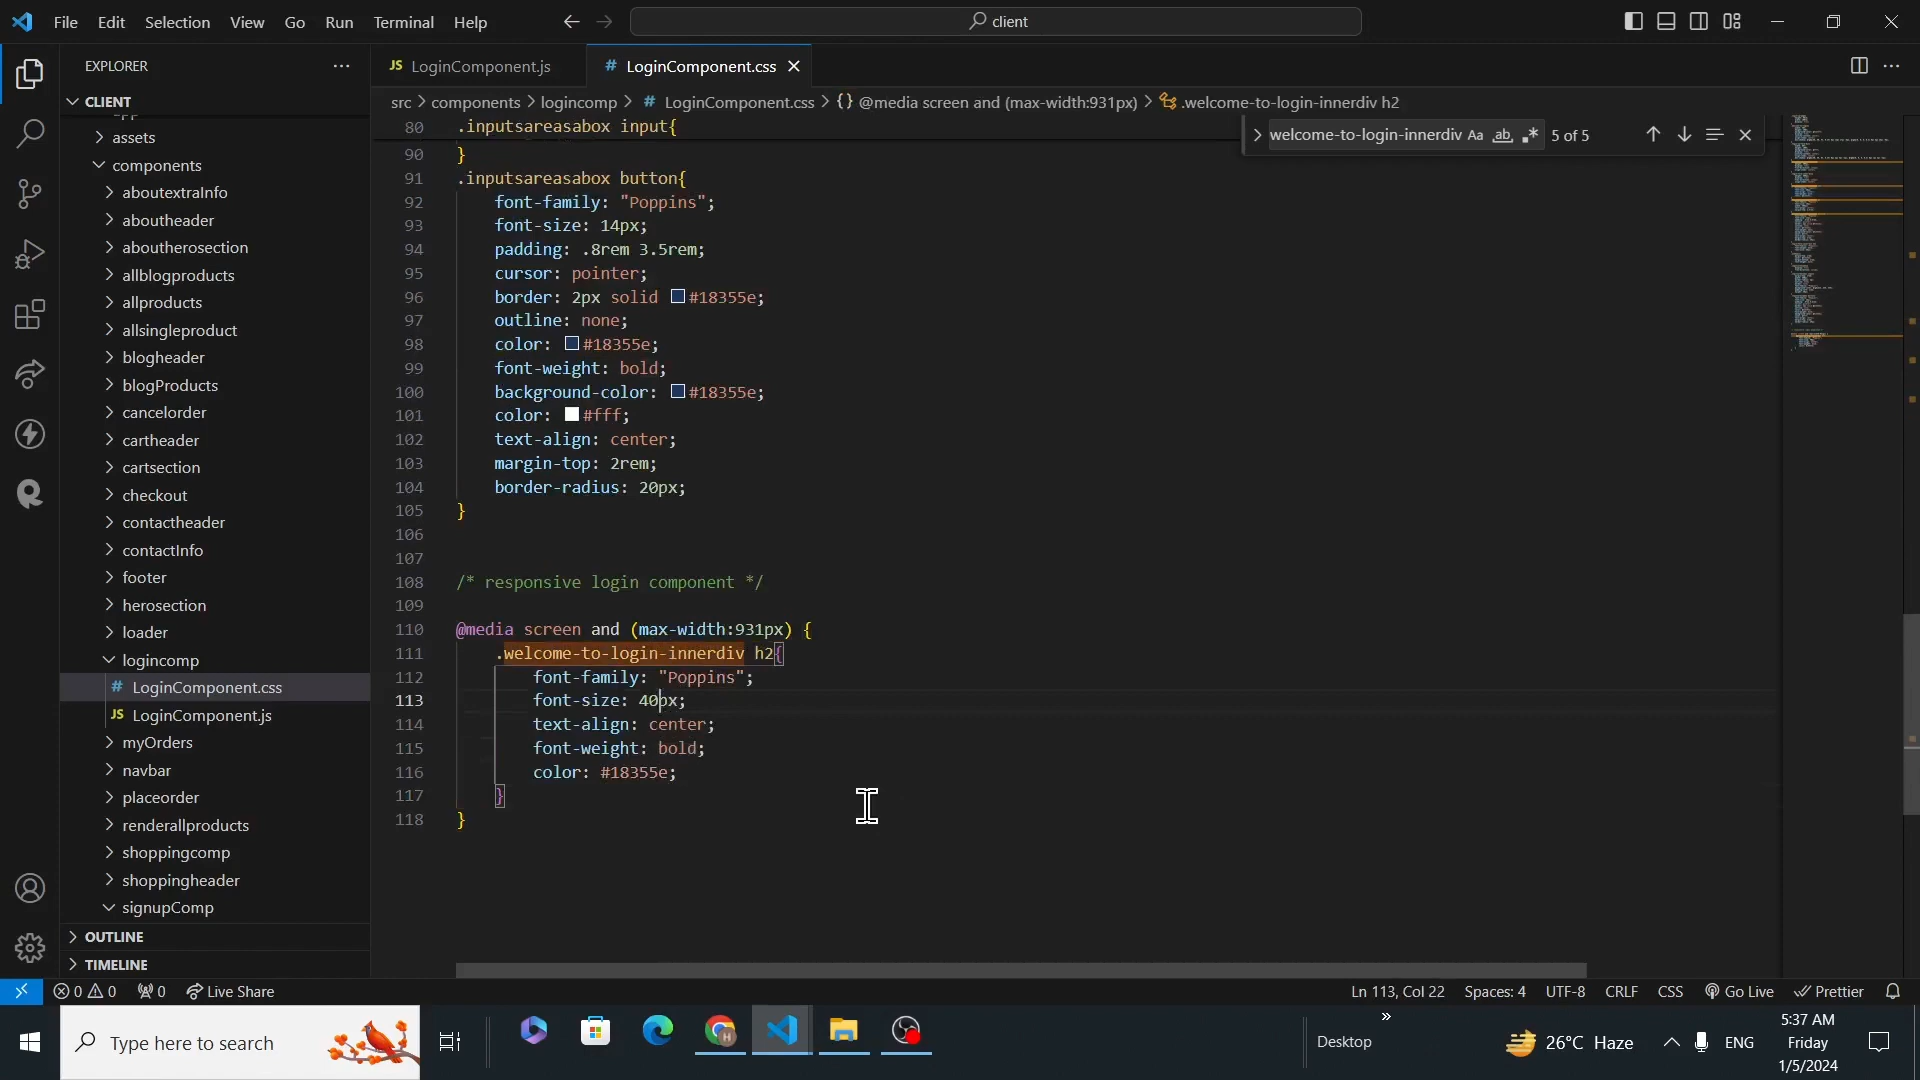 File Edit Selection View Go Run Terminal Help
client
EXPLORER
JS LoginComponent.js
# LoginComponent.css
CLIENT
assets
components
aboutextraInfo
aboutheader
aboutherosection
allblogproducts
allproducts
allsingleproduct
blogheader
blogProducts
cancelorder
cartheader
cartsection
checkout
contactheader
contactInfo
footer
herosection
loader
logincomp
# LoginComponent.css
JS LoginComponent.js
myOrders
navbar
placeorder
renderallproducts
shoppingcomp
shoppingheader
signupComp
OUTLINE
TIMELINE
src > components > logincomp > # LoginComponent.css > {} @media screen and (max-width:931px) > .welcome-to-login-innerdiv h2
welcome-to-login-innerdiv Aa ab 5 of 5
80 .inputsareasabox input{
90 }
91 .inputsareasabox button{
92 font-family: "Poppins";
93 font-size: 14px;
94 padding: .8rem 3.5rem;
95 cursor: pointer;
96 border: 2px solid #18355e;
97 outline: none;
98 color: #18355e;
99 font-weight: bold;
100 background-color: #18355e;
101 color: #fff;
102 text-align: center;
103 margin-top: 2rem;
104 border-radius: 20px;
105 }
106
107
108 /* responsive login component */
109
110 @media screen and (max-width:931px) {
111 .welcome-to-login-innerdiv h2{
112 font-family: "Poppins";
113 font-size: 40px;
114 text-align: center;
115 font-weight: bold;
116 color: #18355e;
117 }
118 }
0 0 0 Live Share
Ln 113, Col 22 Spaces: 4 UTF-8 CRLF CSS Go Live Prettier
Type here to search
Desktop
26°C Haze
ENG
5:37 AM
Friday
1/5/2024